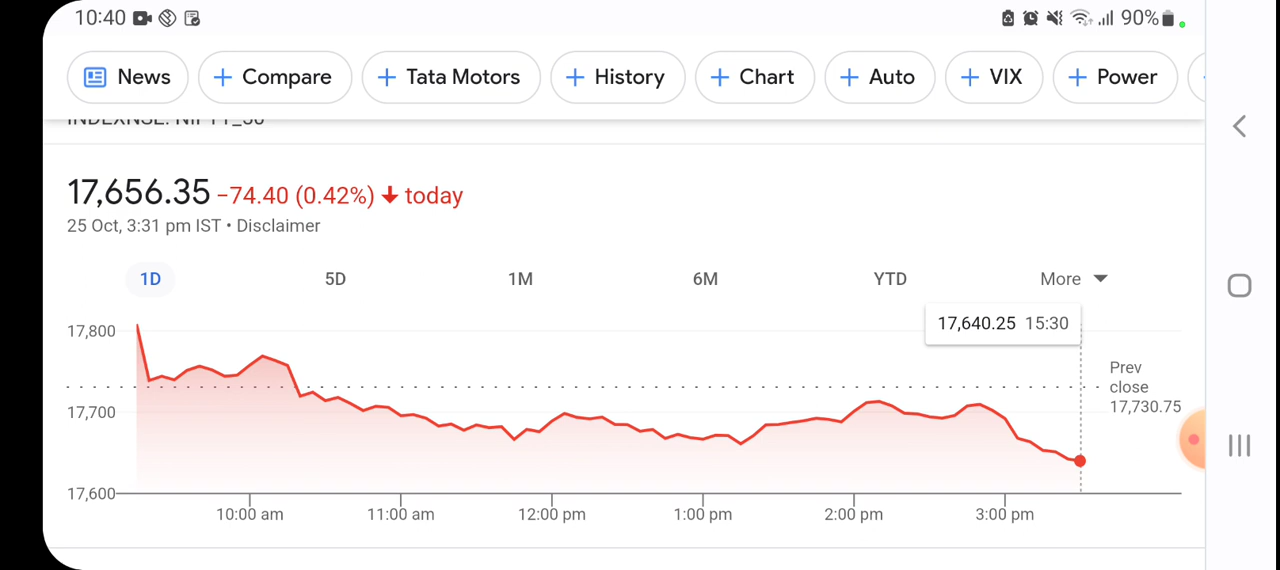 10:40
90%
News
Compare
Tata Motors
History
Chart
Auto
VIX
Power
INDEXNSE: NIFTY_50
17,656.35 −74.40 (0.42%) today
25 Oct, 3:31 pm IST • Disclaimer
1D 5D 1M 6M YTD More
17,640.25 15:30
17,800
17,700
17,600
Prev
close
17,730.75
10:00 am 11:00 am 12:00 pm 1:00 pm 2:00 pm 3:00 pm